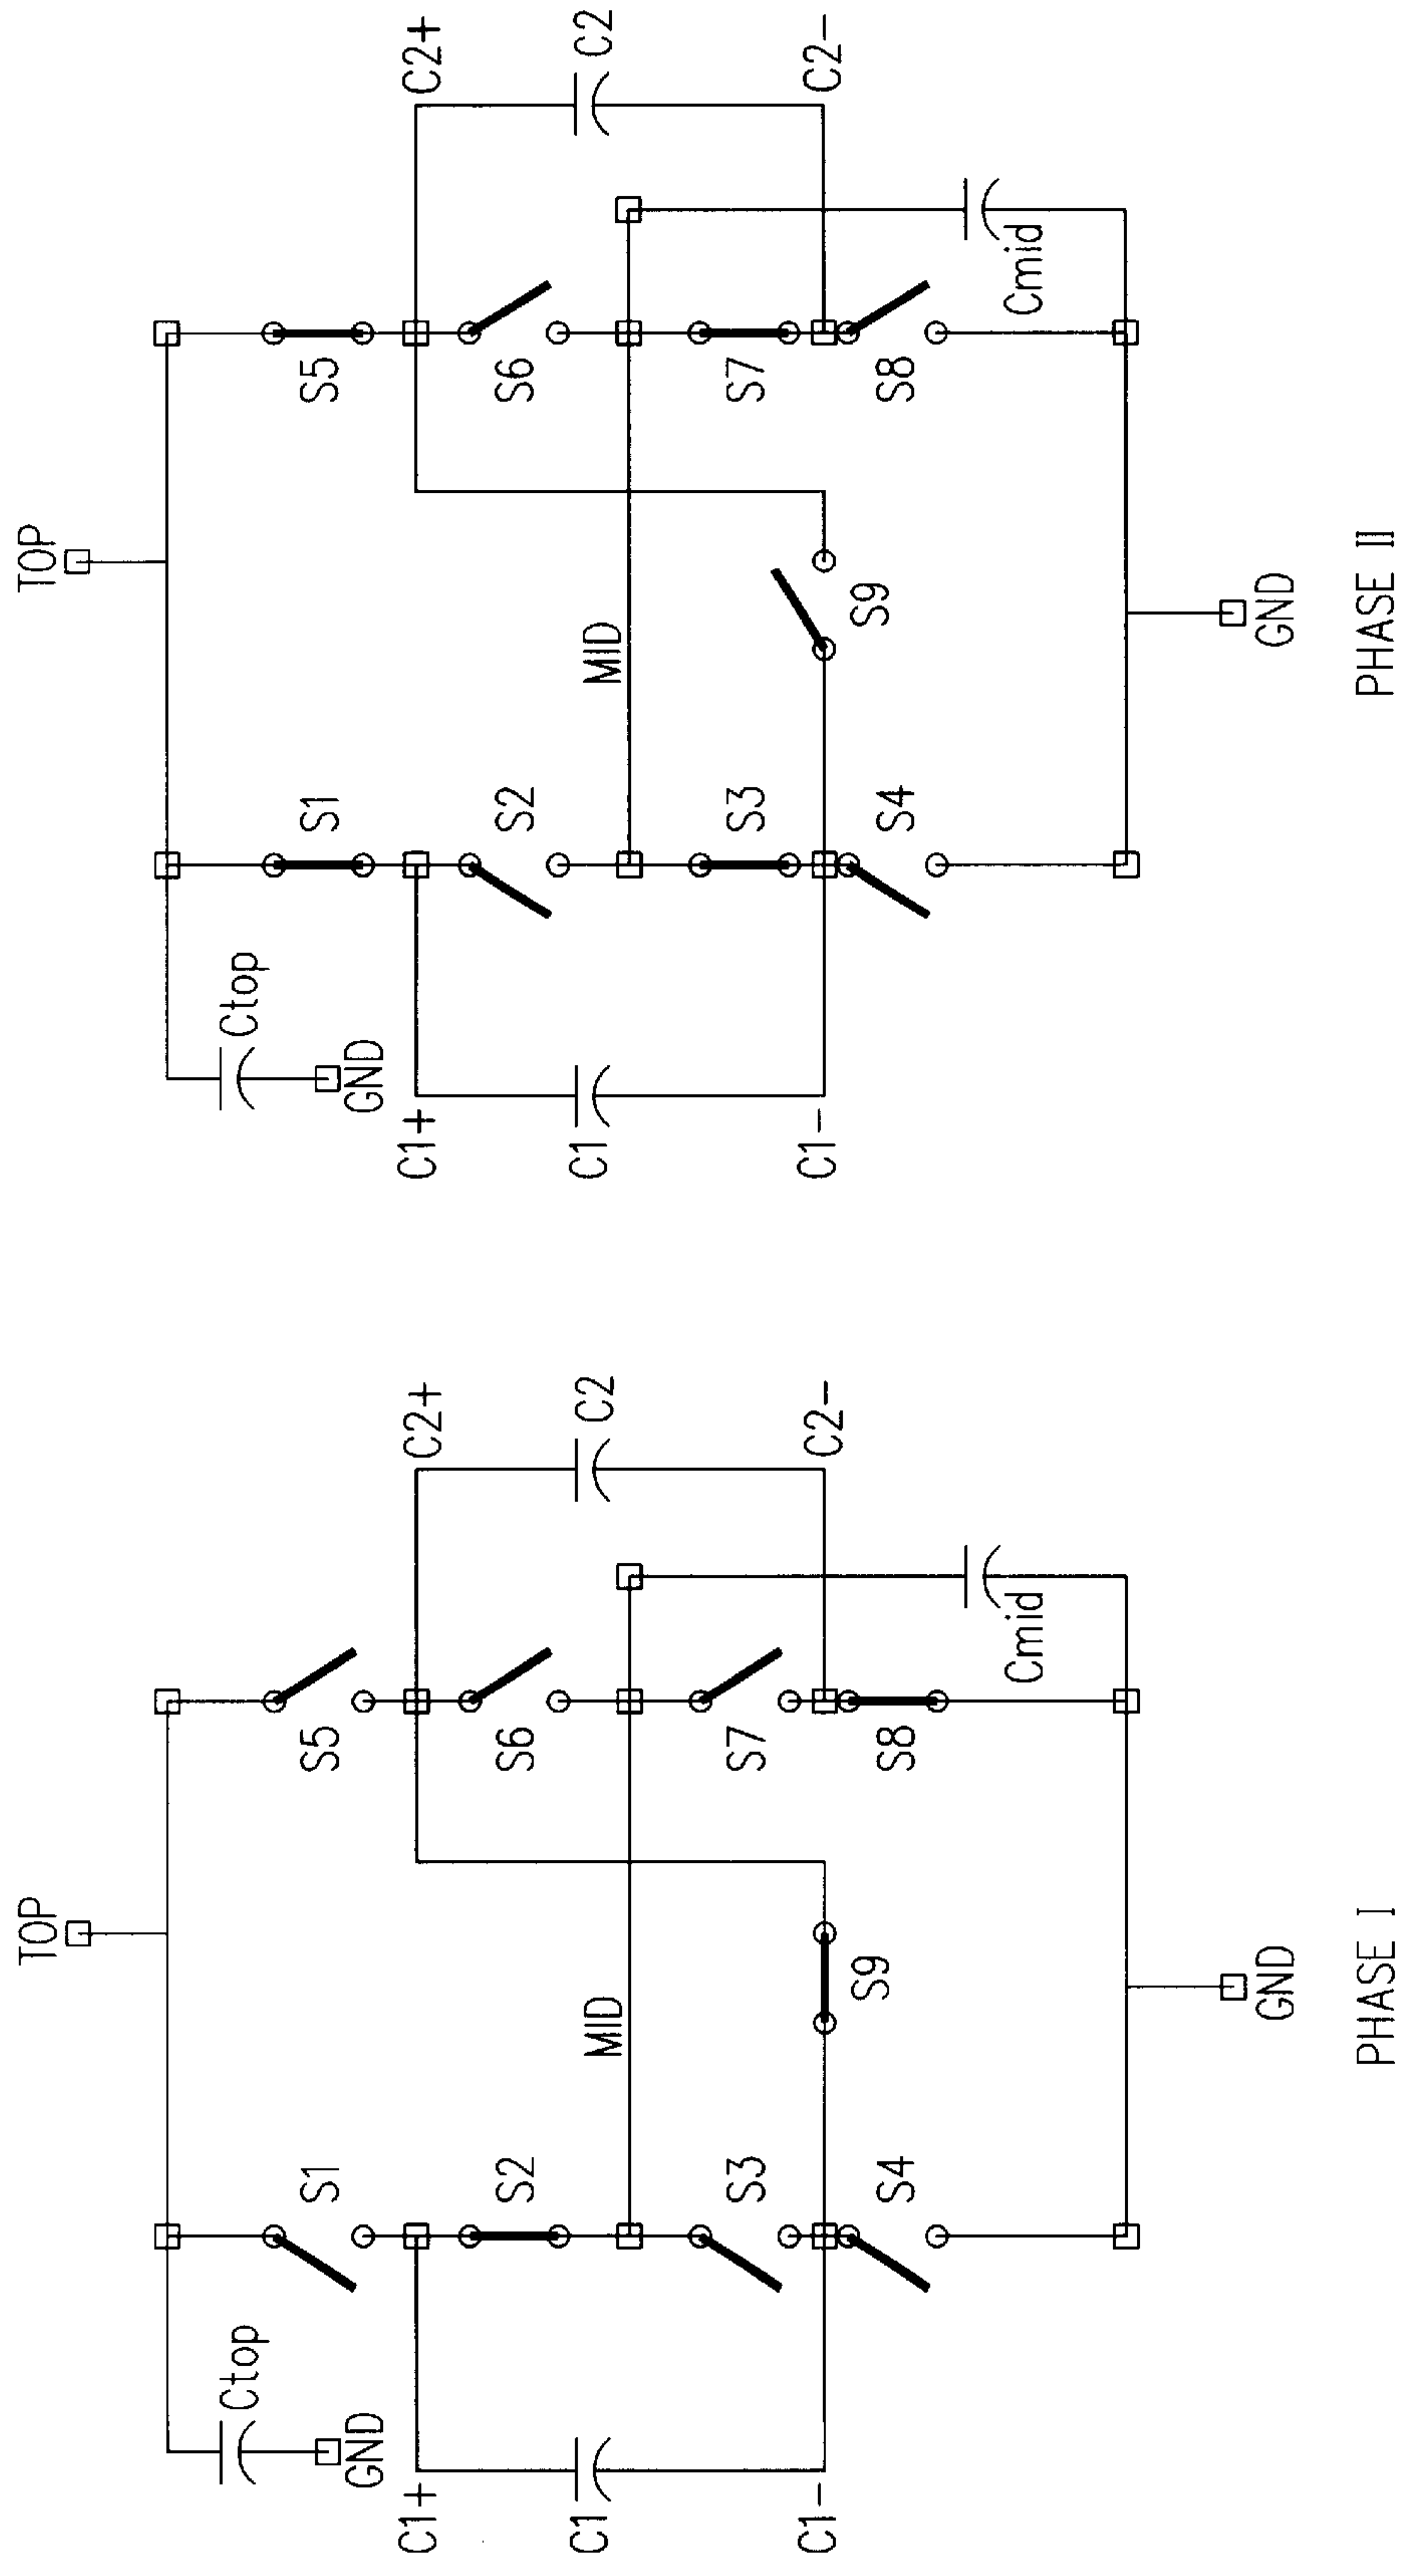 TOP
Ctop
GND
C1+
S1
S5
C2+
S2
S6
C1
MID
C2
S3
S7
C1-
S9
C2-
S4
S8
Cmid
GND
PHASE I
TOP
Ctop
GND
C1+
S1
S5
C2+
S2
S6
C1
MID
C2
S3
S7
C1-
S9
C2-
S4
S8
Cmid
GND
PHASE II